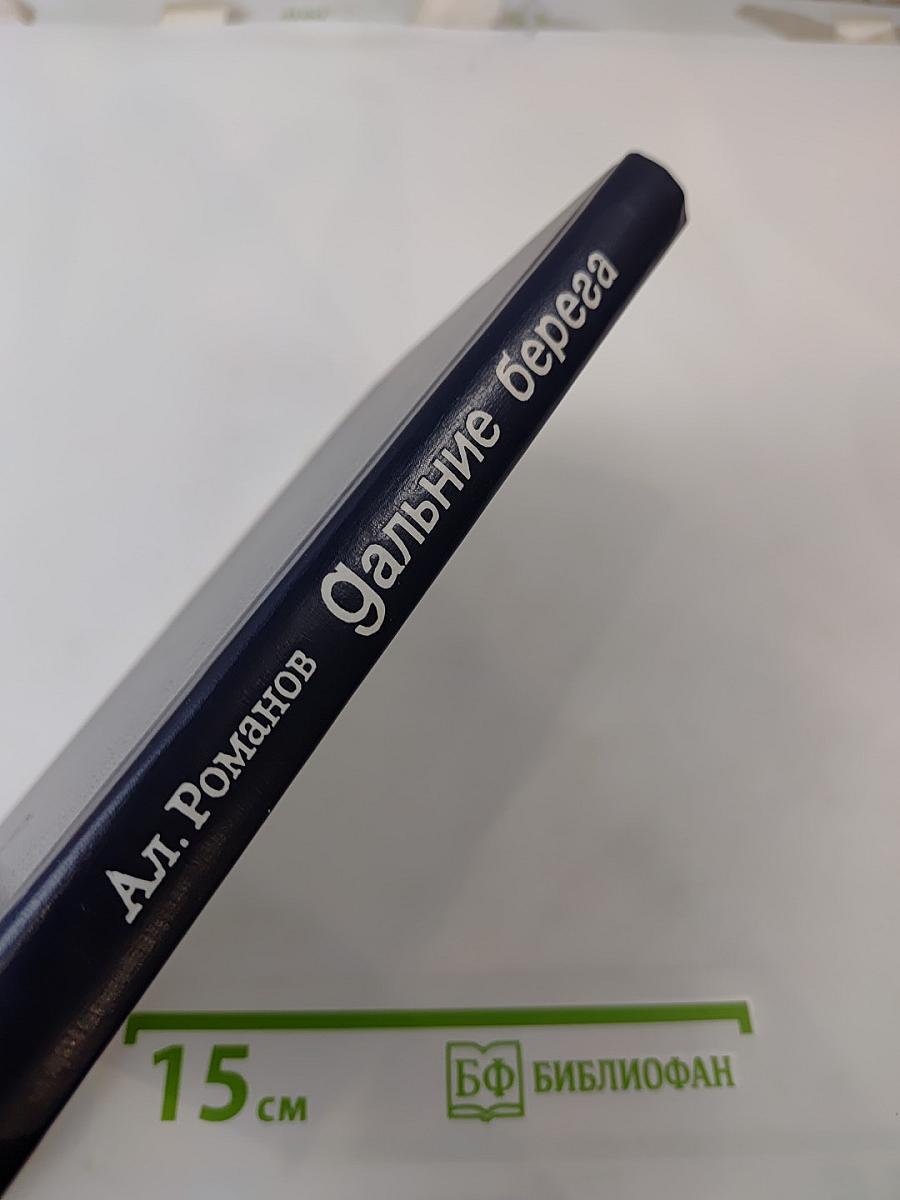 Ал. Романов дальние берега
15 см
БФ БИБЛИОФАН